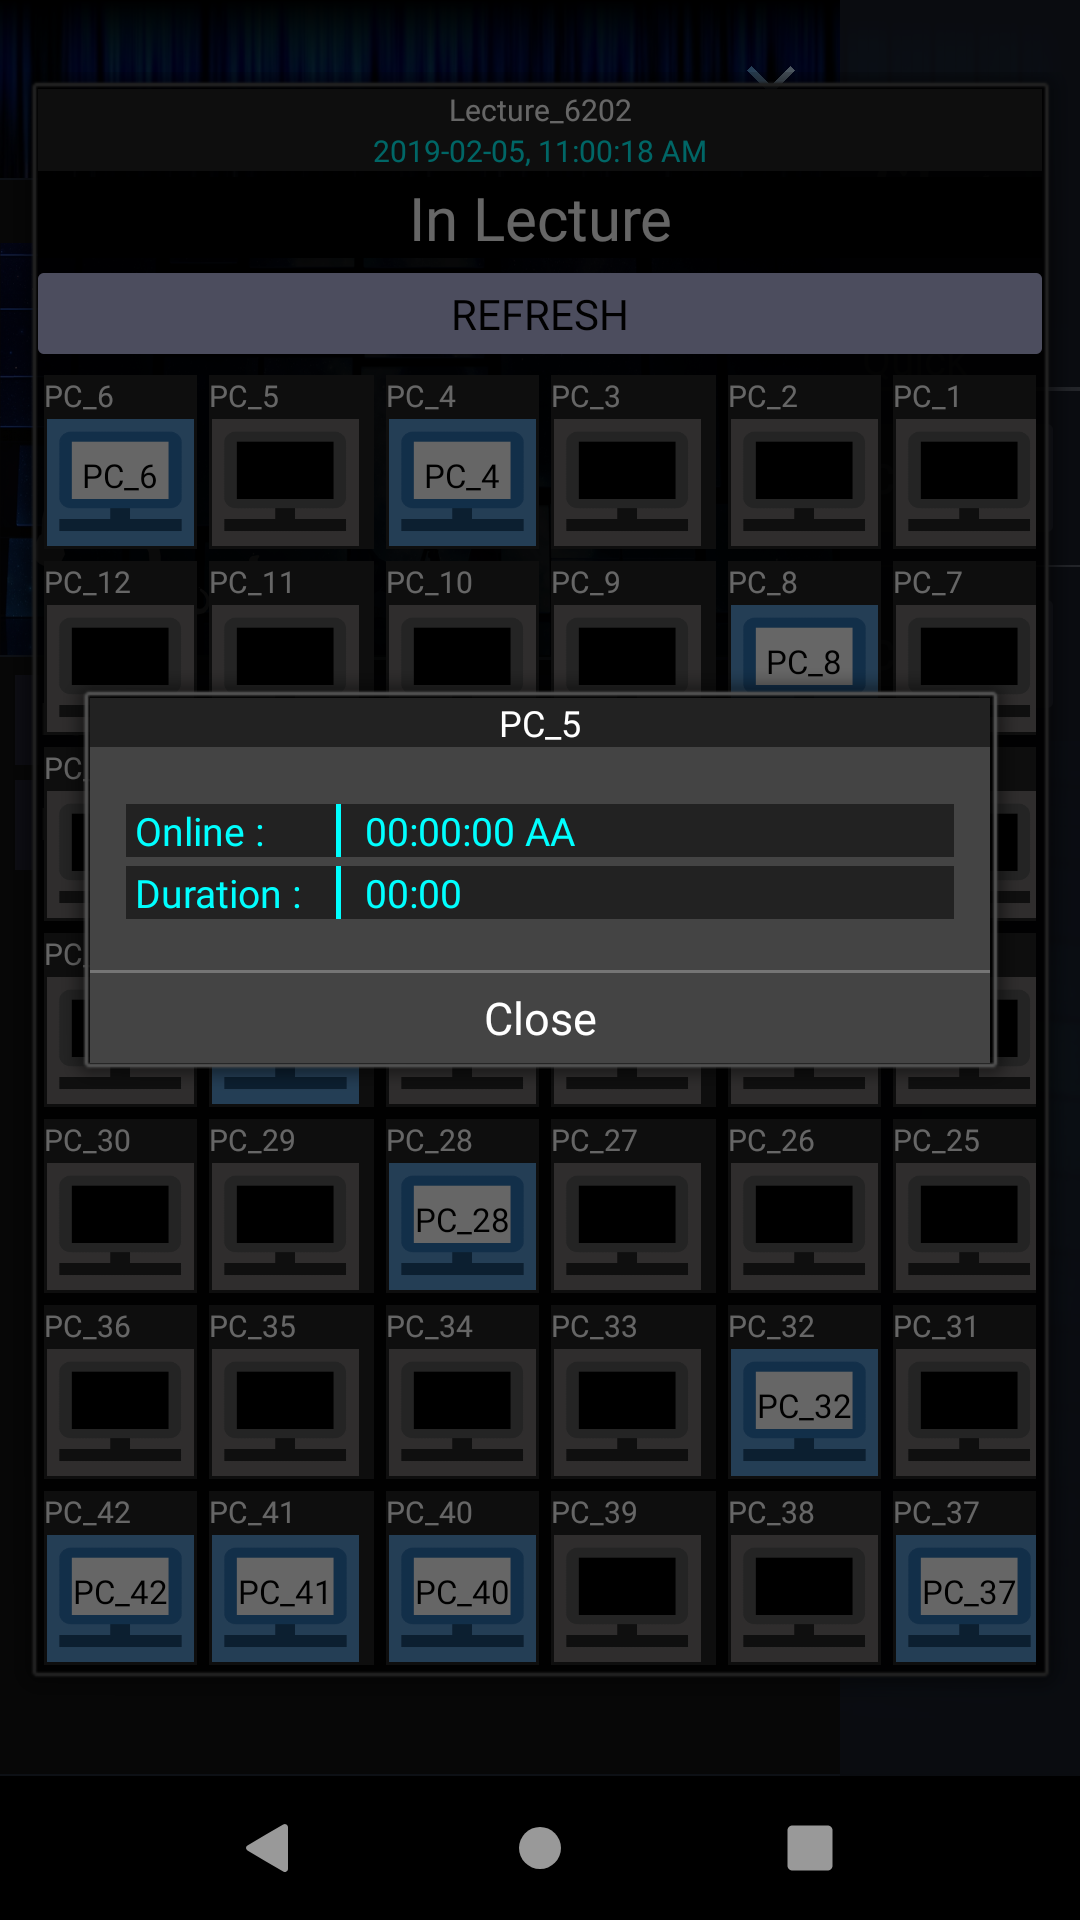 Lecture_6202
2019-02-05, 11:00:18 AM
In Lecture
REFRESH
PC_6 PC_5 PC_4 PC_3 PC_2 PC_1
PC_6 PC_4
PC_12 PC_11 PC_10 PC_9 PC_8 PC_7
PC_8
PC_5
Online : 00:00:00 AA
Duration : 00:00
Close
PC_30 PC_29 PC_28 PC_27 PC_26 PC_25
PC_28
PC_36 PC_35 PC_34 PC_33 PC_32 PC_31
PC_32
PC_42 PC_41 PC_40 PC_39 PC_38 PC_37
PC_42 PC_41 PC_40 PC_37